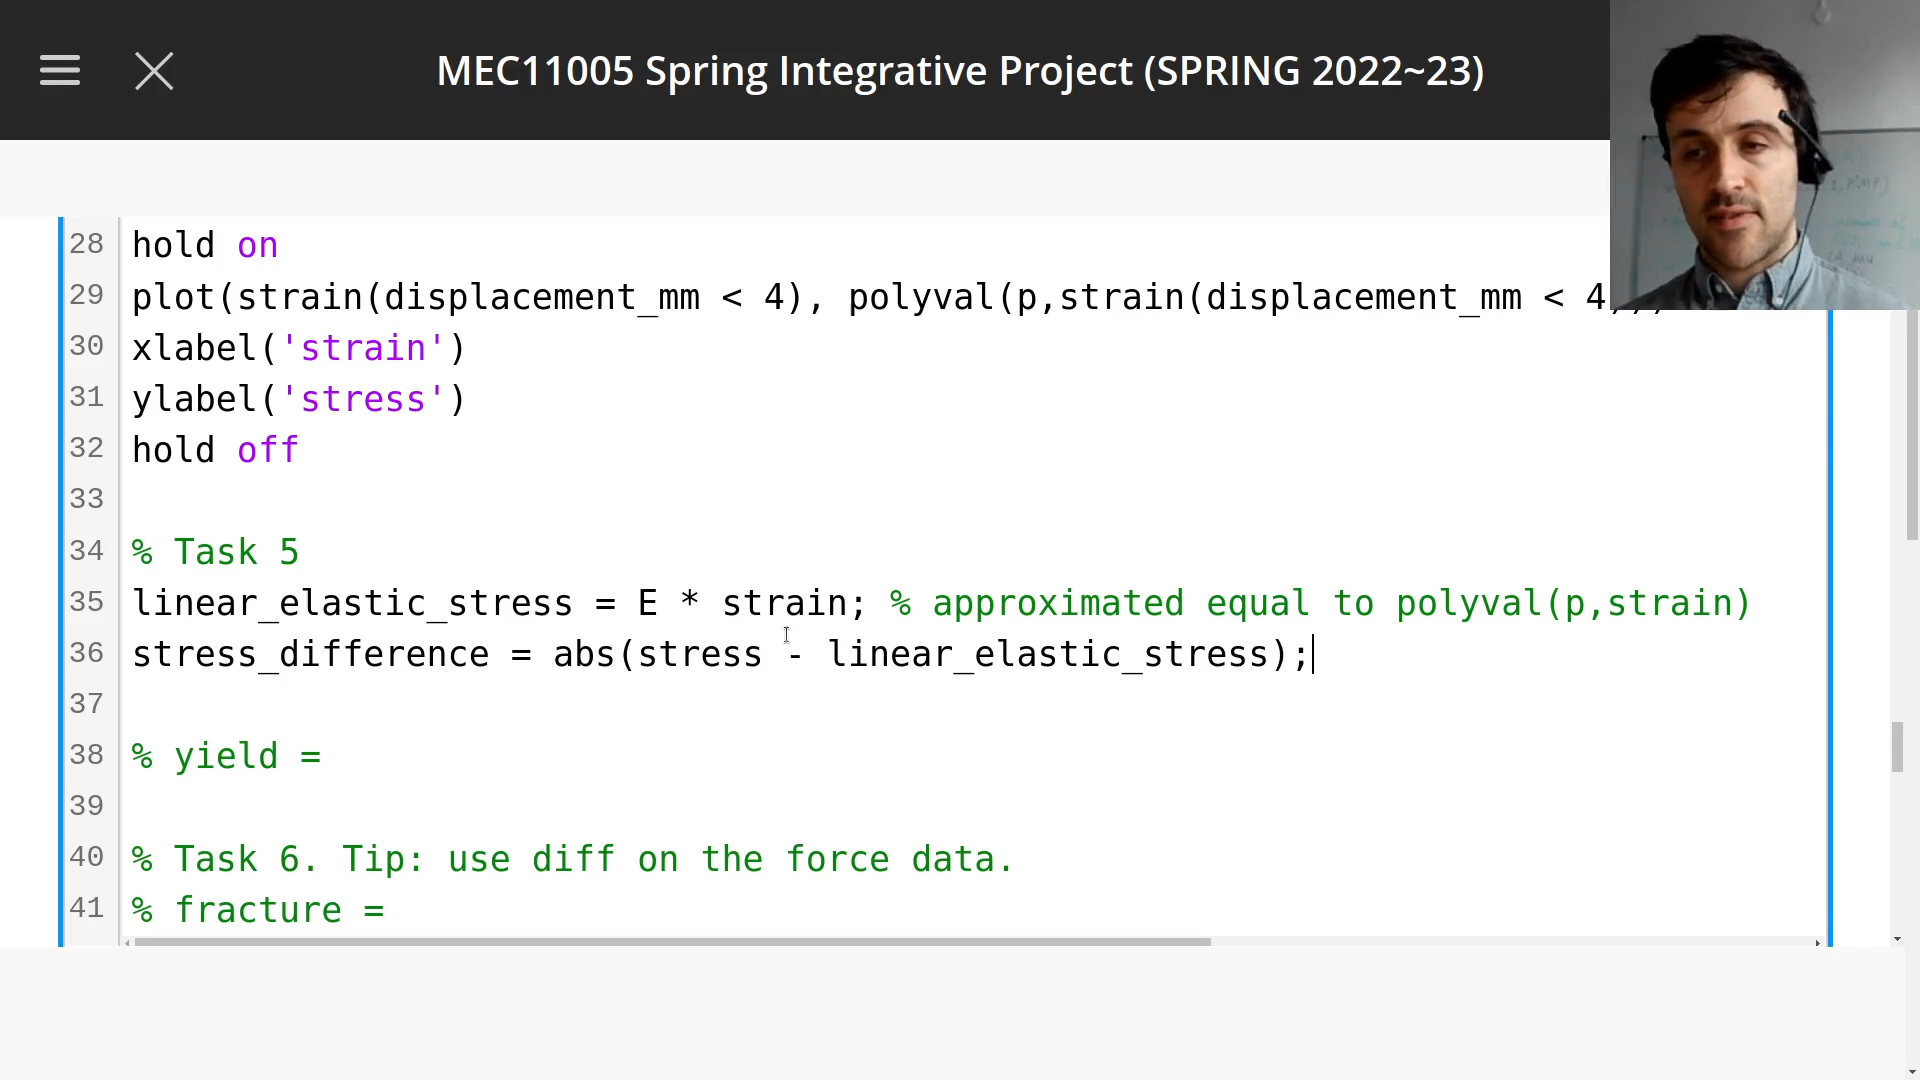 MEC11005 Spring Integrative Project (SPRING 2022~23)
28 hold on
29 plot(strain(displacement_mm < 4), polyval(p,strain(displacement_mm < 4
30 xlabel('strain')
31 ylabel('stress')
32 hold off
33
34 % Task 5
35 linear_elastic_stress = E * strain; % approximated equal to polyval(p,strain)
36 stress_difference = abs(stress - linear_elastic_stress);
37
38 % yield =
39
40 % Task 6. Tip: use diff on the force data.
41 % fracture =